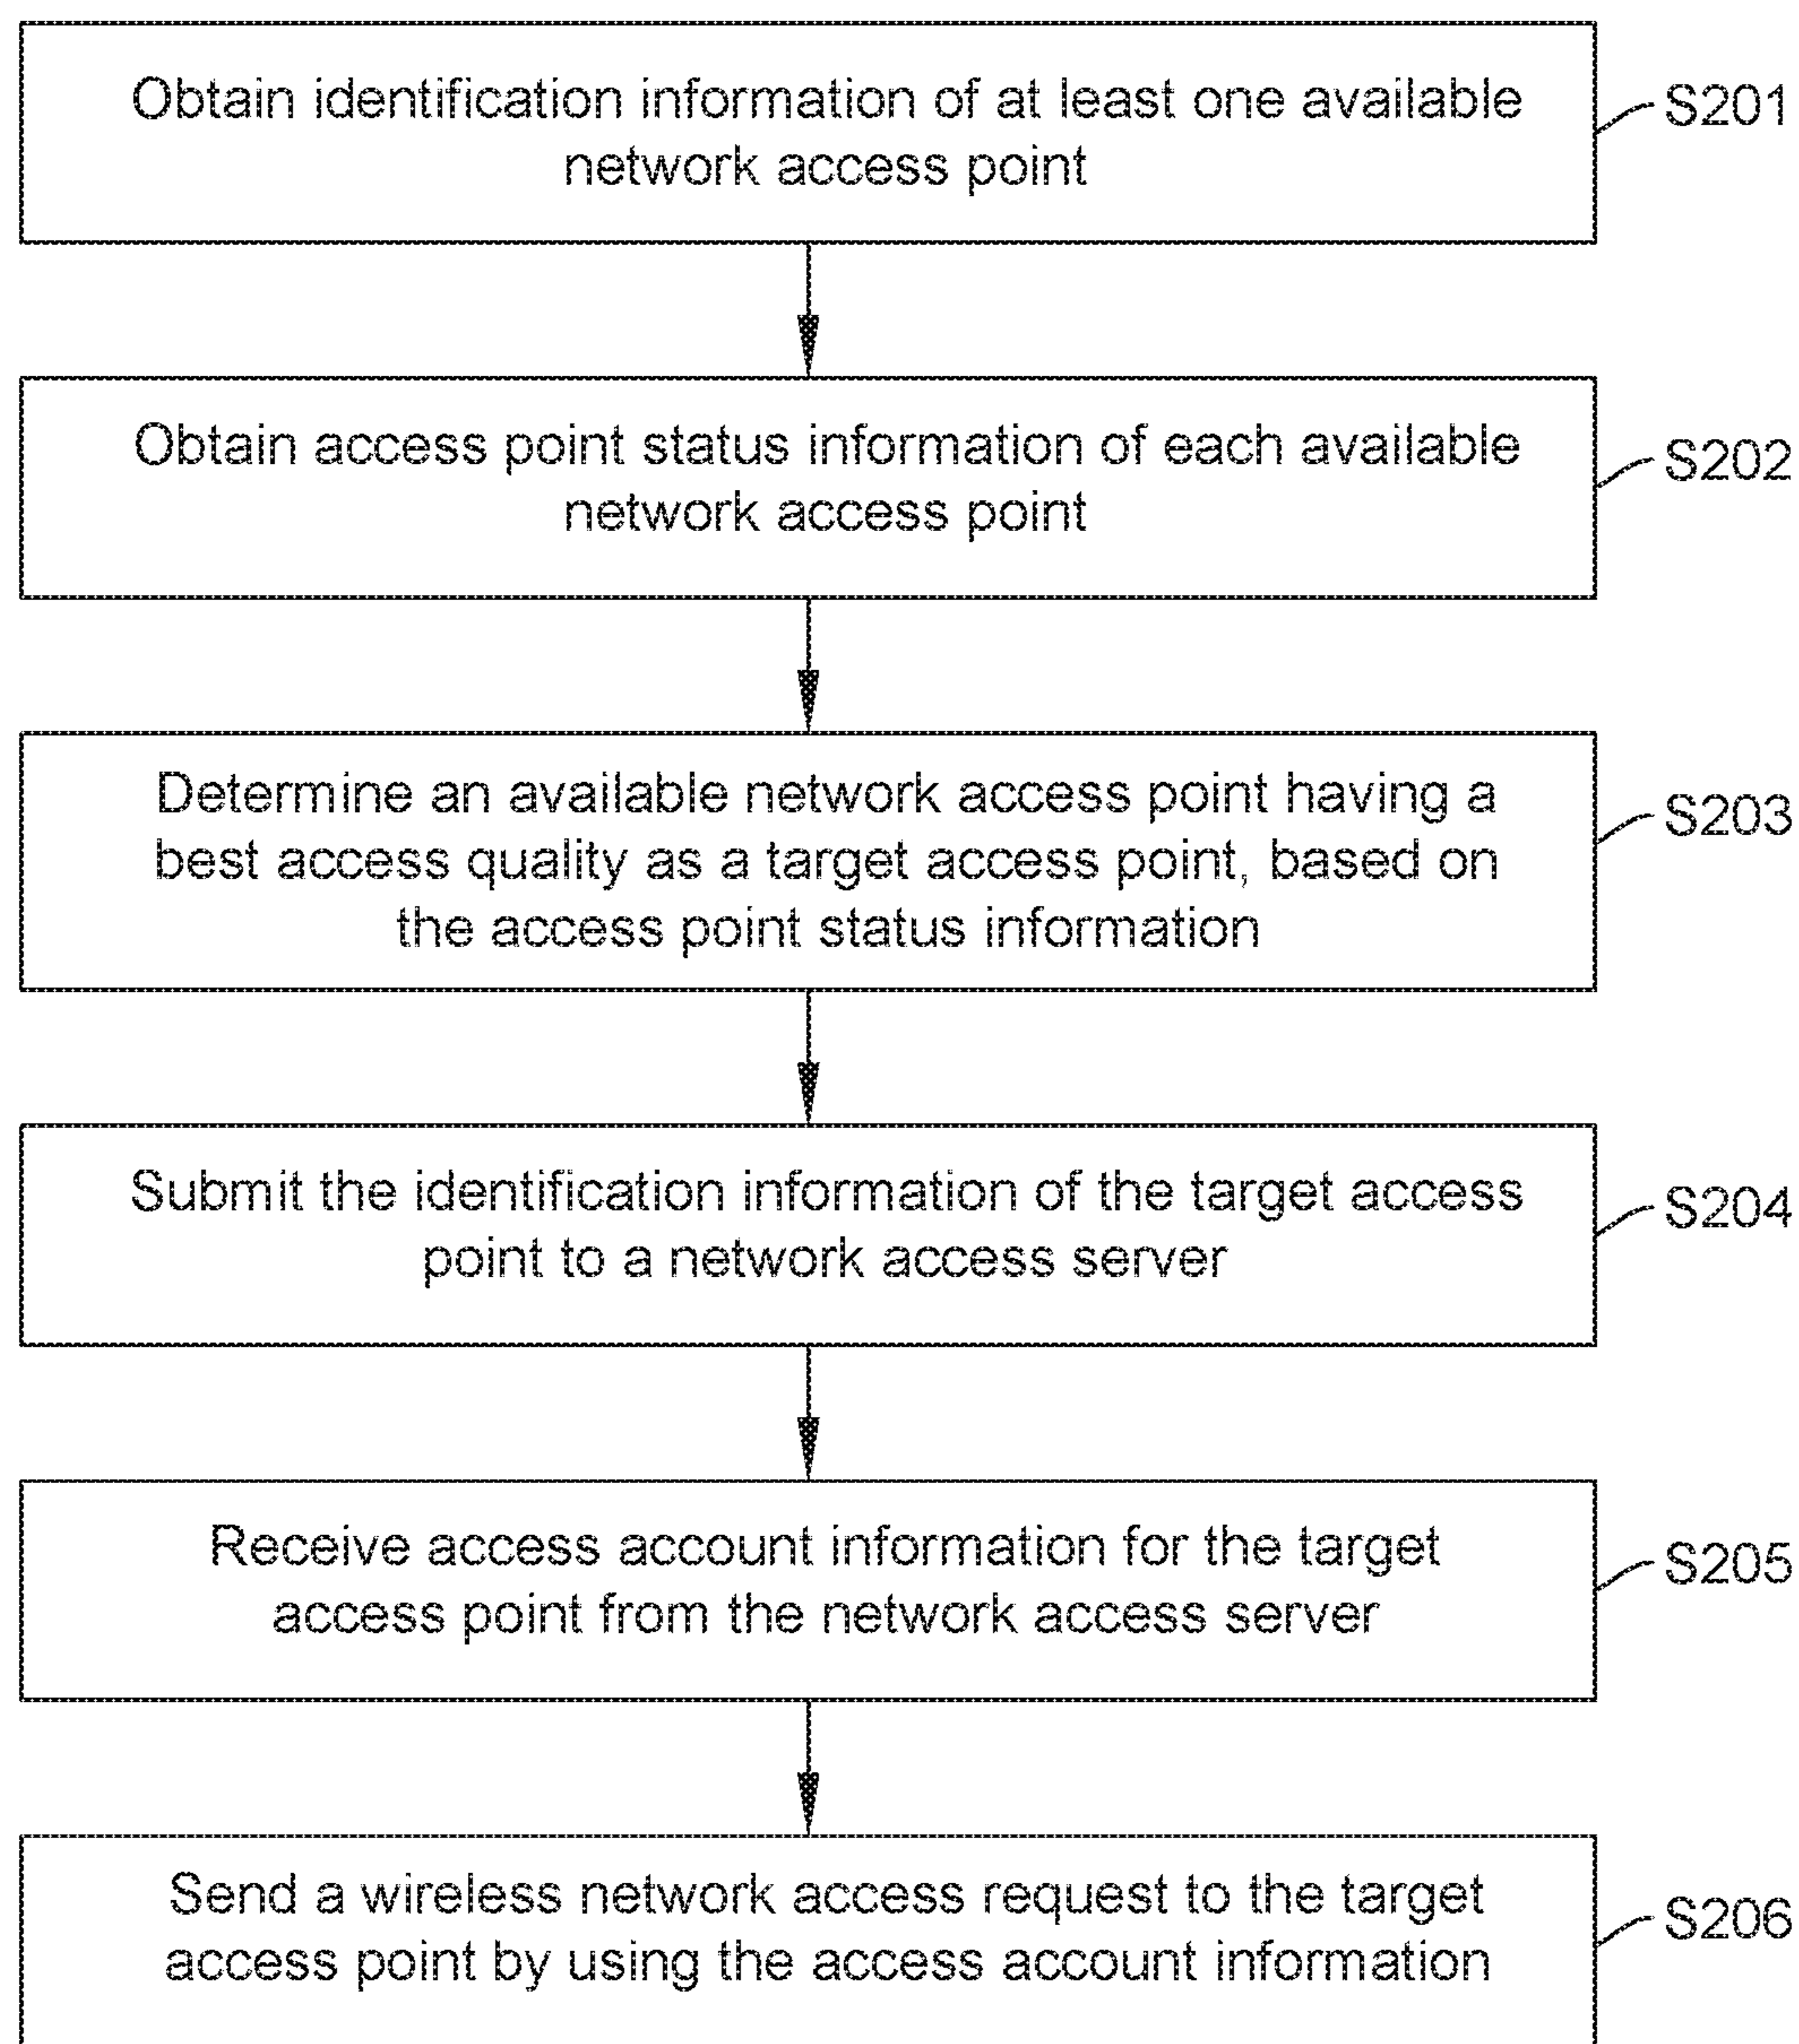 Obtain identification information of at least one available
network access point
S201
Obtain access point status information of each available
network access point
S202
Determine an available network access point having a
best access quality as a target access point, based on
the access point status information
S203
Submit the identification information of the target access
point to a network access server
S204
Receive access account information for the target
access point from the network access server
S205
Send a wireless network access request to the target
access point by using the access account information
S206